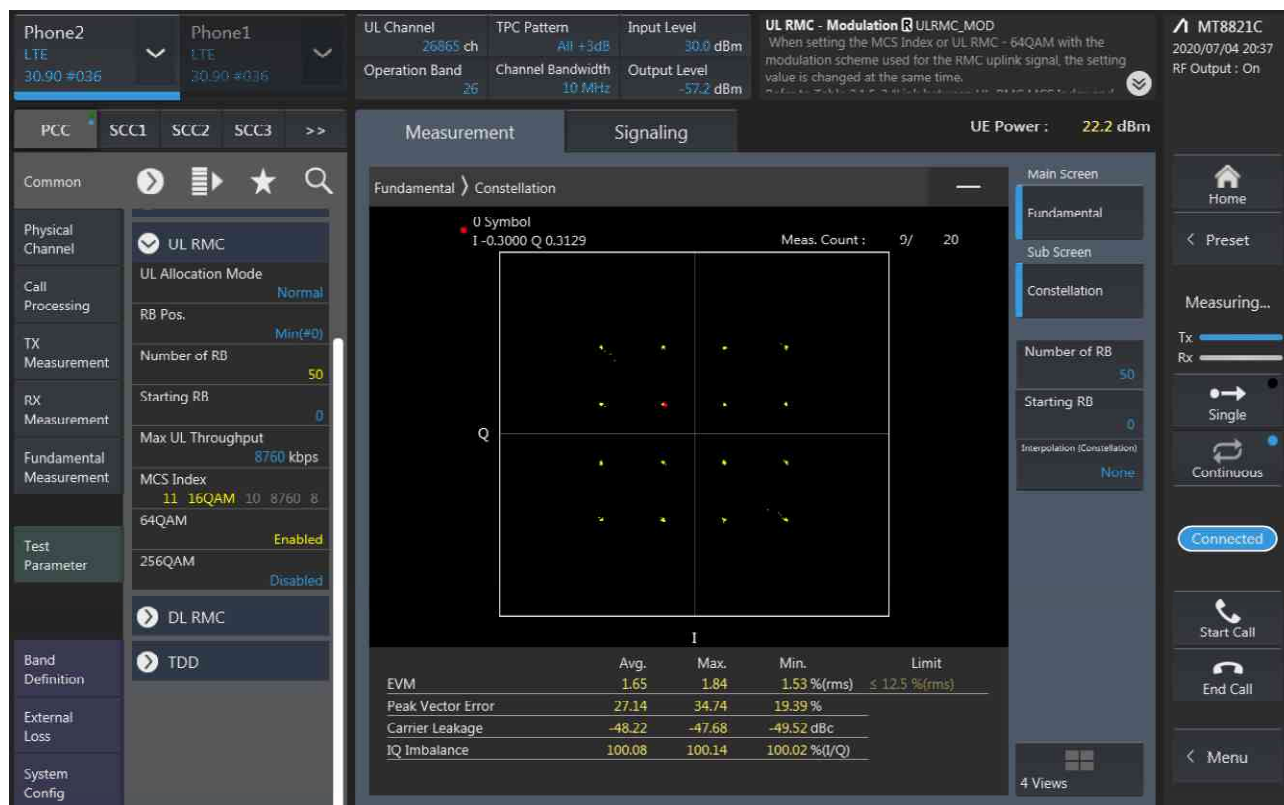 Phone2
LTE
30.90 #036
Phone1
LTE
30.90 #036
UL Channel
26865 ch
Operation Band
26
TPC Pattern
All +3dB
Channel Bandwidth
10 MHz
Input Level
30.0 dBm
Output Level
-57.2 dBm
UL RMC - Modulation R ULRMC_MOD
When setting the MCS Index or UL RMC - 64QAM with the
modulation scheme used for the RMC uplink signal, the setting
value is changed at the same time.
MT8821C
2020/07/04 20:37
RF Output : On
PCC SCC1 SCC2 SCC3 >>
Measurement
Signaling
UE Power : 22.2 dBm
Common
Physical
Channel
Call
Processing
TX
Measurement
RX
Measurement
Fundamental
Measurement
Test
Parameter
Band
Definition
External
Loss
System
Config
UL RMC
UL Allocation Mode
Normal
RB Pos.
Min(#0)
Number of RB
50
Starting RB
0
Max UL Throughput
8760 kbps
MCS Index
11 16QAM 10 8760 8
64QAM
Enabled
256QAM
Disabled
DL RMC
TDD
Fundamental ⟩ Constellation
0 Symbol
I -0.3000 Q 0.3129
Meas. Count : 9/ 20
Q
I
Avg. Max. Min. Limit
EVM 1.65 1.84 1.53 %(rms) ≤ 12.5 %(rms)
Peak Vector Error 27.14 34.74 19.39 %
Carrier Leakage -48.22 -47.68 -49.52 dBc
IQ Imbalance 100.08 100.14 100.02 %(I/Q)
Main Screen
Fundamental
Sub Screen
Constellation
Number of RB
50
Starting RB
0
Interpolation (Constellation)
None
4 Views
Home
< Preset
Measuring...
Tx
Rx
Single
Continuous
Connected
Start Call
End Call
< Menu